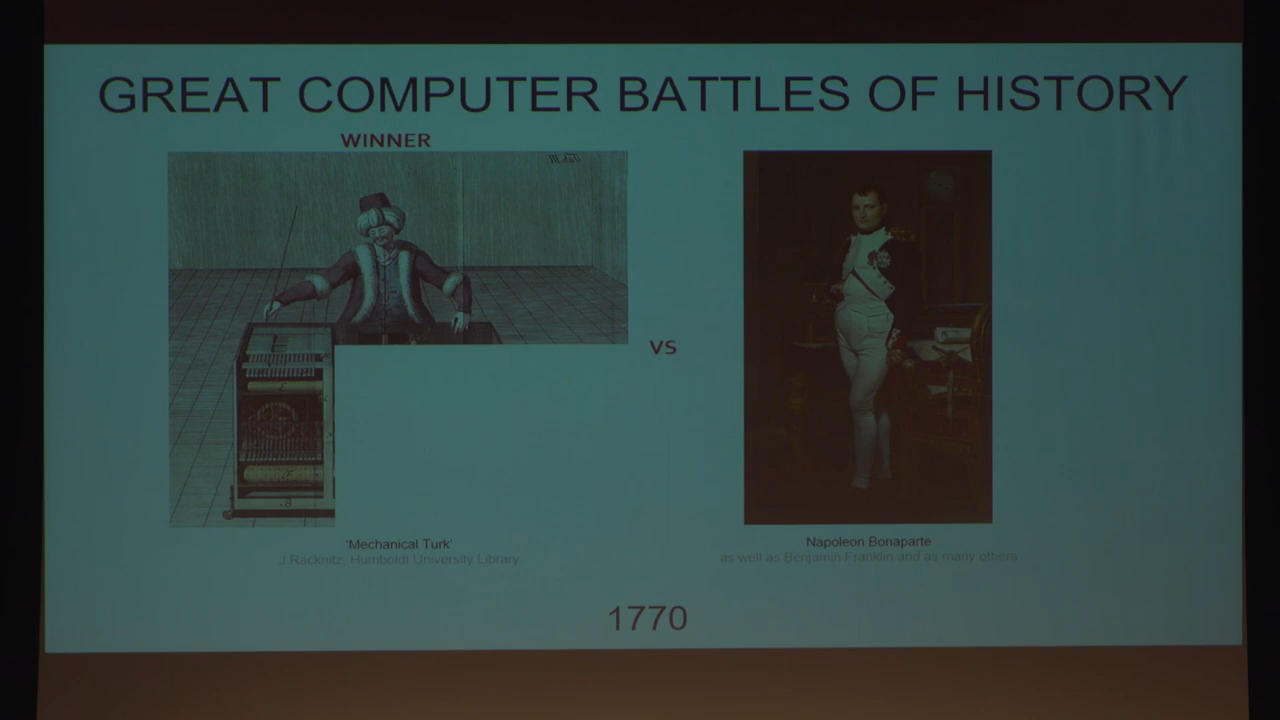 GREAT COMPUTER BATTLES OF HISTORY
WINNER
VS
'Mechanical Turk'
J Racknitz, Humboldt University Library
Napoleon Bonaparte
as well as Benjamin Franklin and as many others
1770